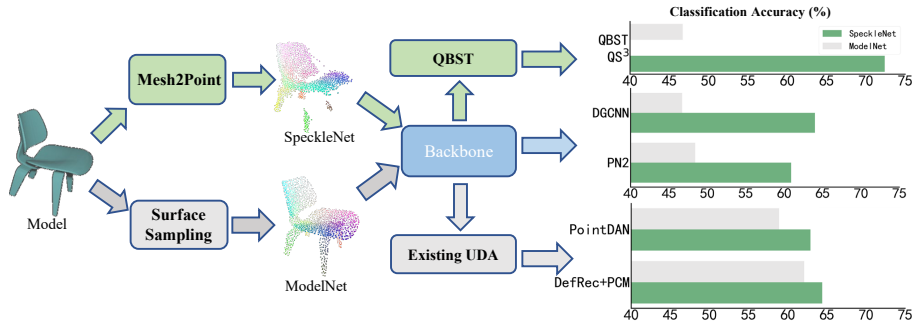 Classification Accuracy (%)
SpeckleNet
ModelNet
QBST
QS3
40 45 50 55 60 65 70 75
Mesh2Point
QBST
SpeckleNet
DGCNN
PN2
40 45 50 55 60 65 70 75
Backbone
Model
Surface
Sampling
ModelNet
Existing UDA
PointDAN
DefRec+PCM
40 45 50 55 60 65 70 75